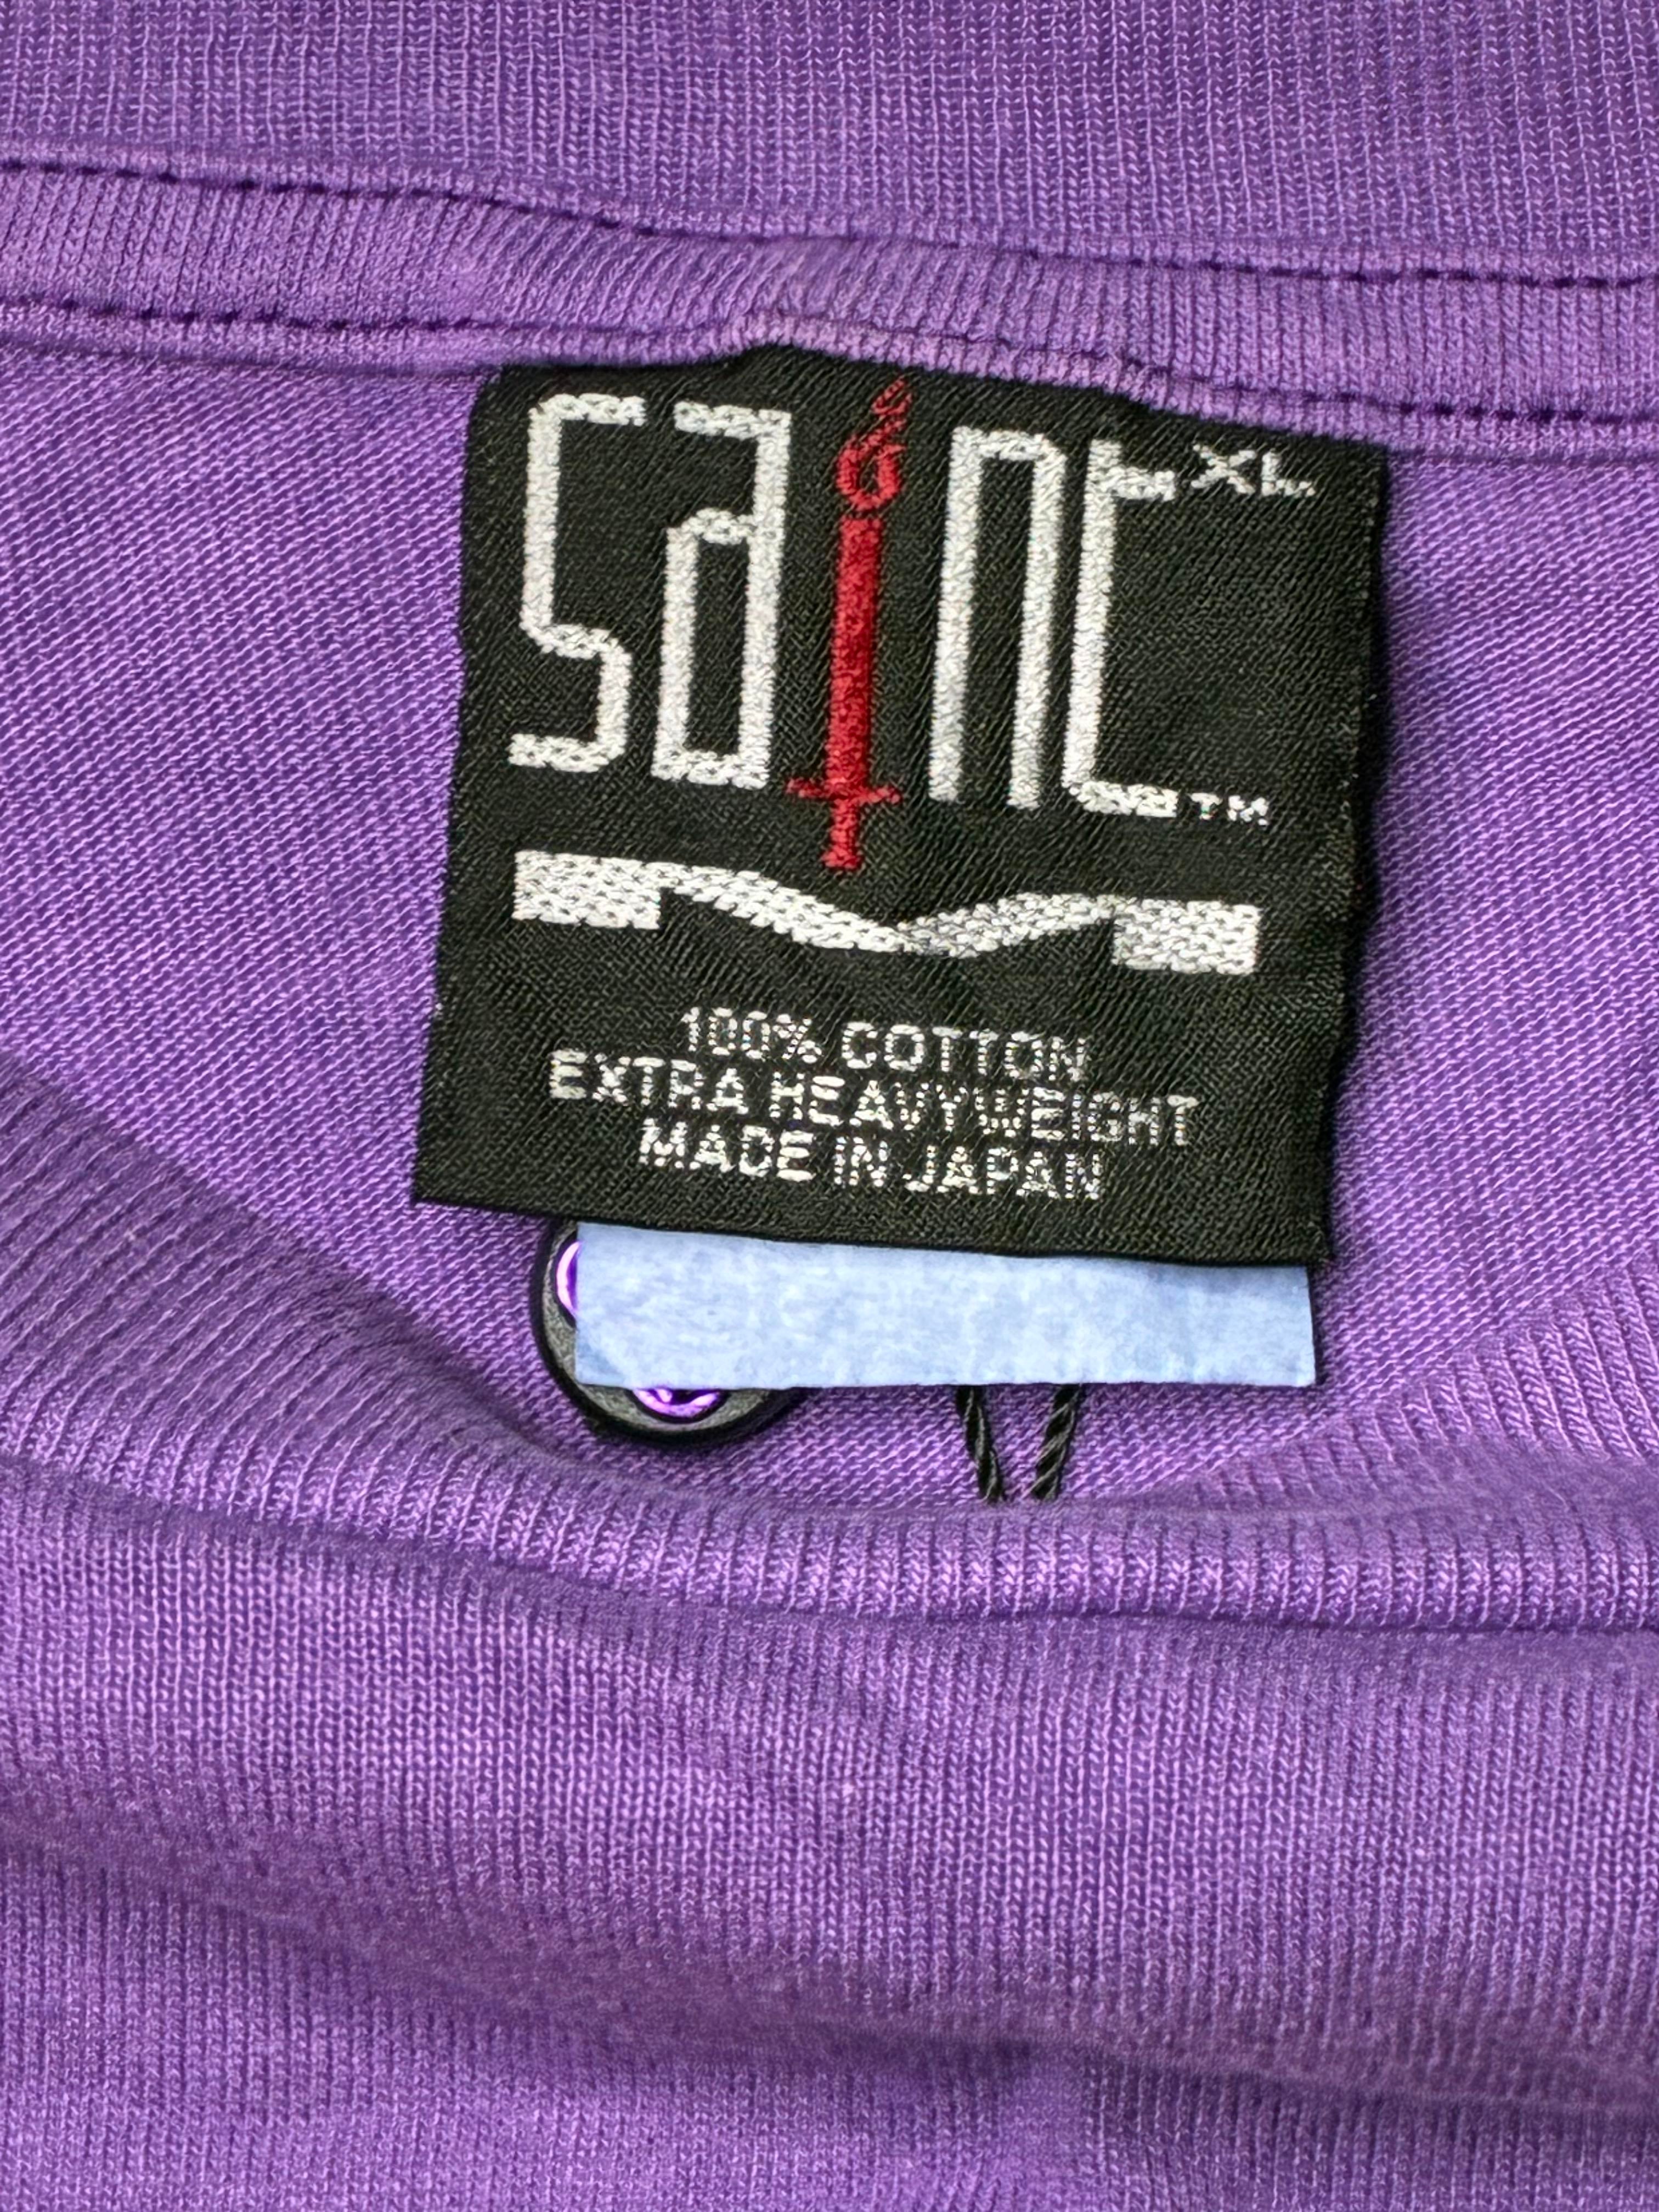 saint XL
TM
100% COTTON
EXTRA HEAVYWEIGHT
MADE IN JAPAN